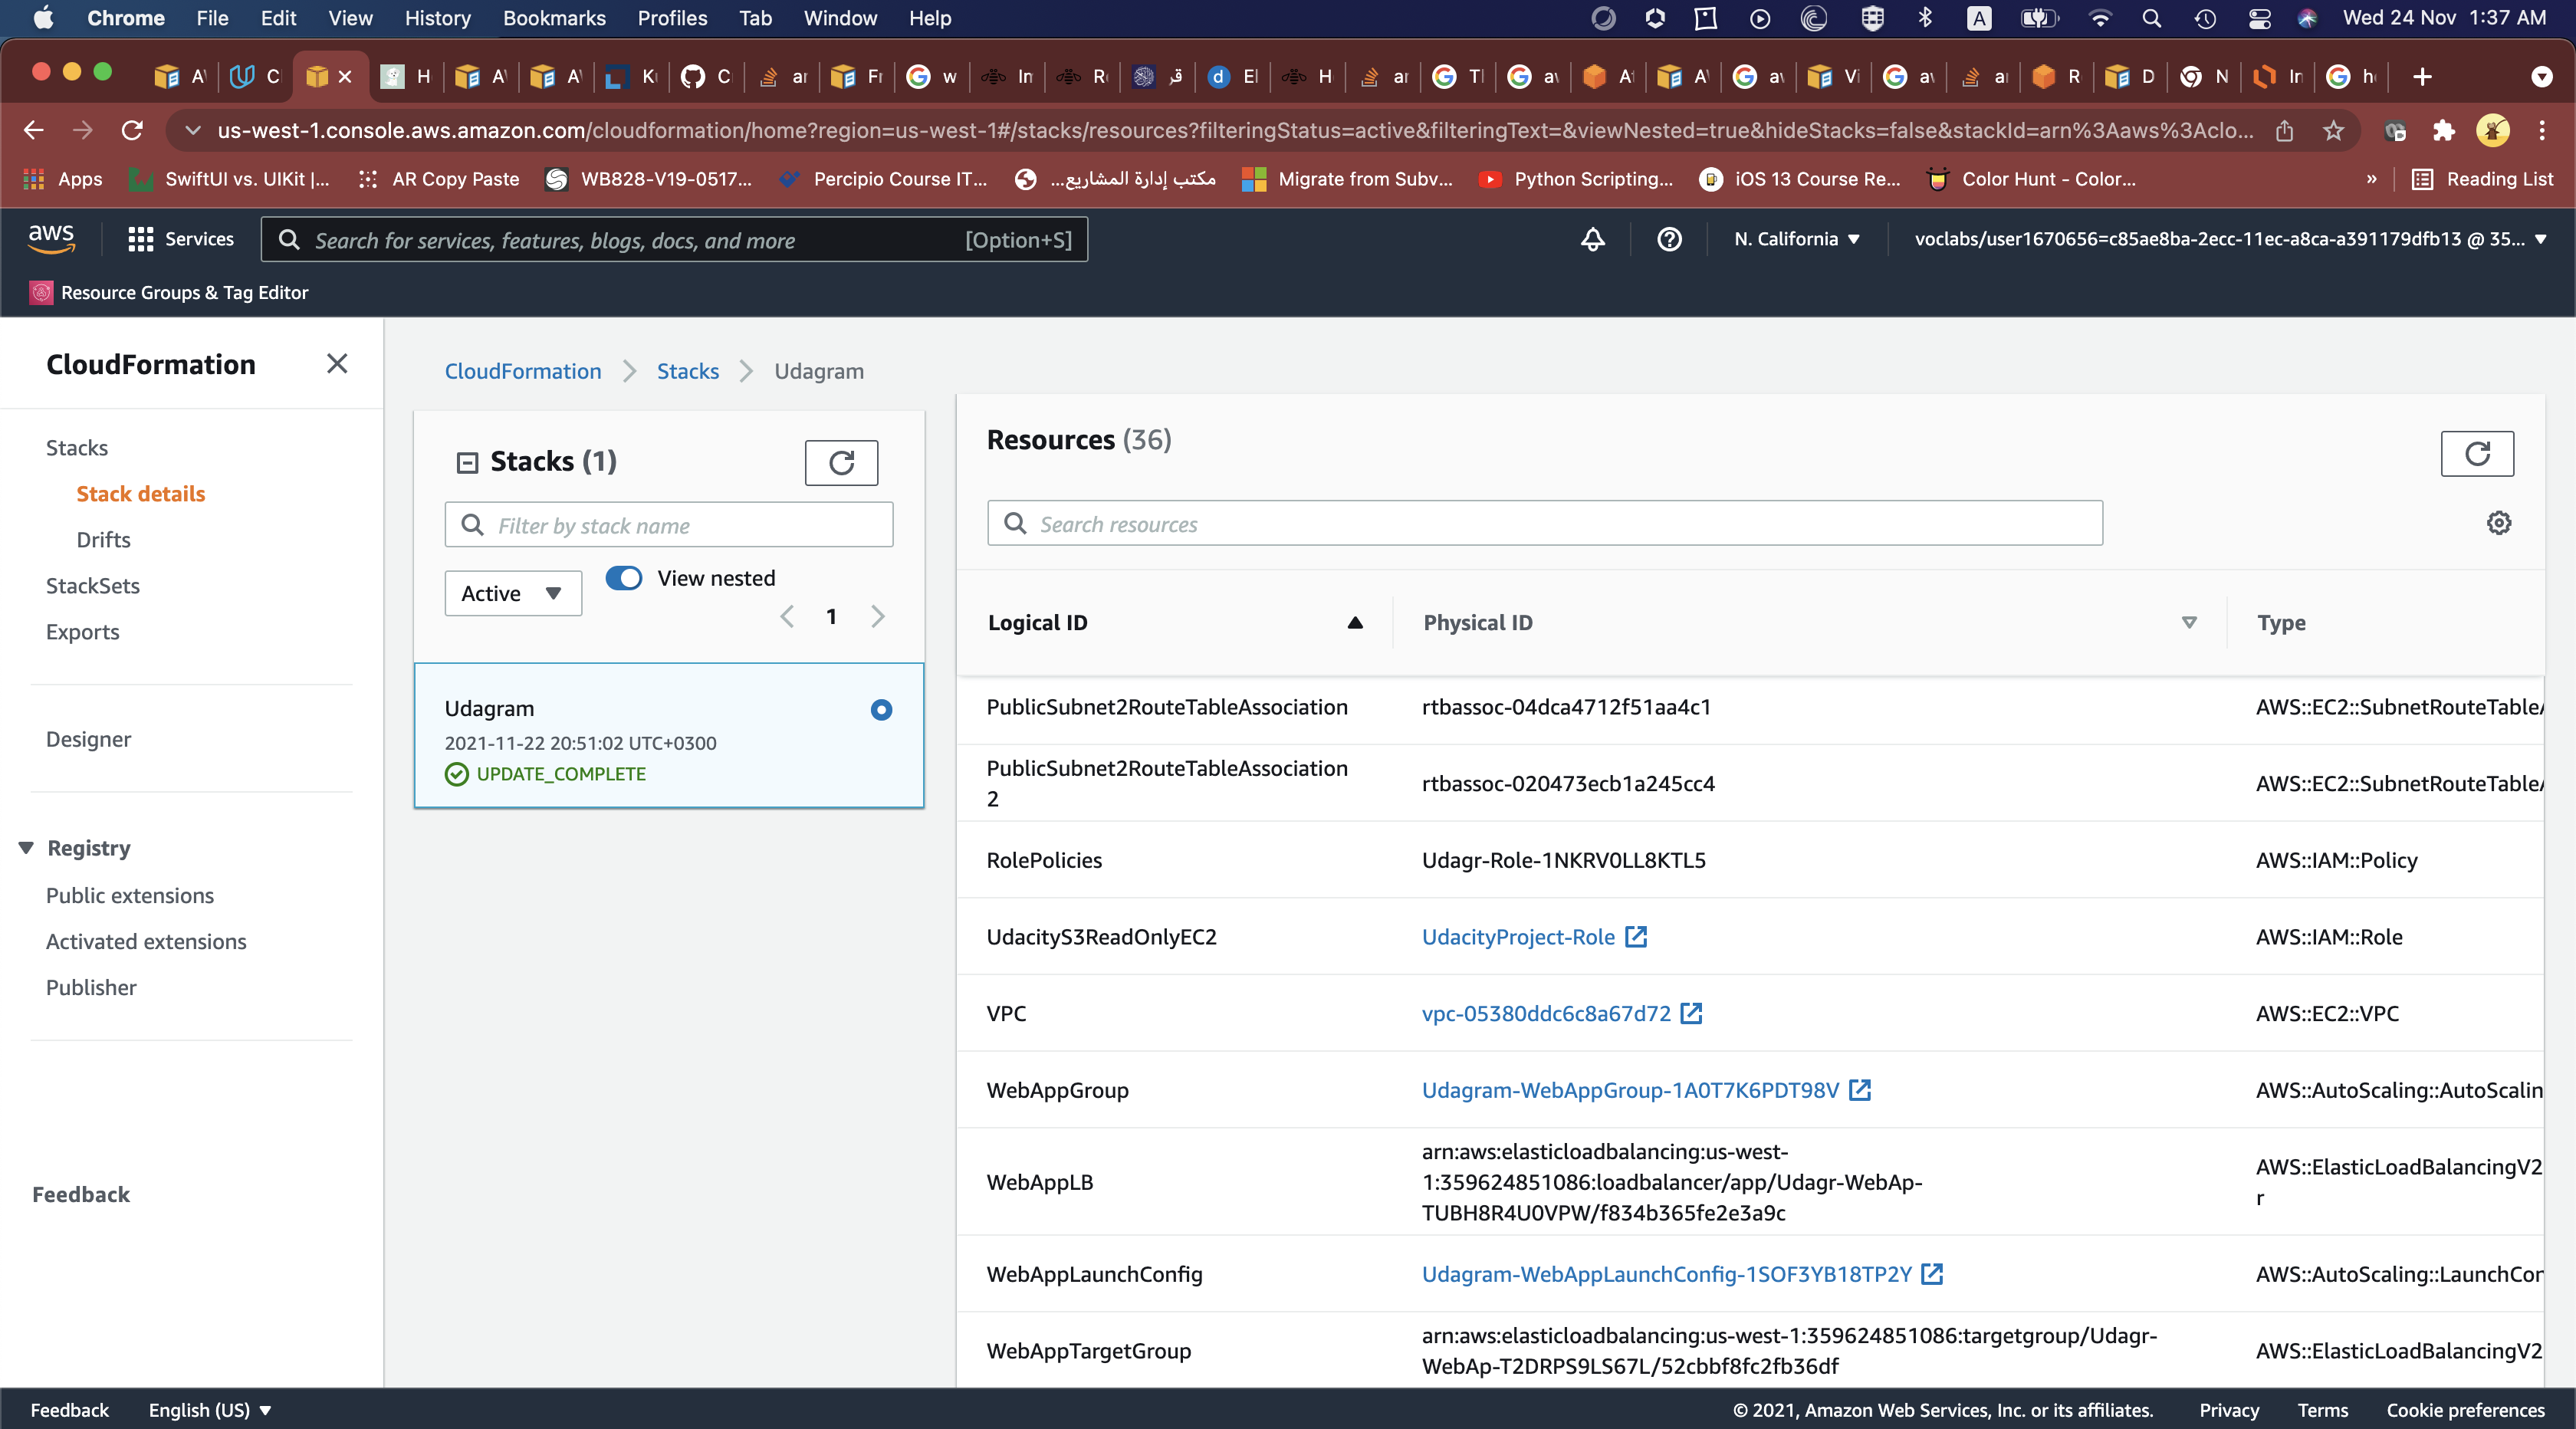 Chrome File Edit View History Bookmarks Profiles Tab Window Help
A Wed 24 Nov 1:37 AM
us-west-1.console.aws.amazon.com/cloudformation/home?region=us-west-1#/stacks/resources?filteringStatus=active&filteringText=&viewNested=true&hideStacks=false&stackId=arn%3Aaws%3Aclo...
Apps SwiftUI vs. UIKit |... AR Copy Paste WB828-V19-0517... Percipio Course IT... مكتب إدارة المشاريع... Migrate from Subv... Python Scripting... iOS 13 Course Re... Color Hunt - Color... » Reading List
aws Services Search for services, features, blogs, docs, and more [Option+S] N. California voclabs/user1670656=c85ae8ba-2ecc-11ec-a8ca-a391179dfb13 @ 35...
Resource Groups & Tag Editor
CloudFormation
Stacks
Stack details
Drifts
StackSets
Exports
Designer
Registry
Public extensions
Activated extensions
Publisher
Feedback
CloudFormation Stacks Udagram
Stacks (1)
Filter by stack name
Active View nested
1
Udagram
2021-11-22 20:51:02 UTC+0300
UPDATE_COMPLETE
Resources (36)
Search resources
Logical ID Physical ID Type
PublicSubnet2RouteTableAssociation rtbassoc-04dca4712f51aa4c1 AWS::EC2::SubnetRouteTable
PublicSubnet2RouteTableAssociation
2 rtbassoc-020473ecb1a245cc4 AWS::EC2::SubnetRouteTable
RolePolicies Udagr-Role-1NKRV0LL8KTL5 AWS::IAM::Policy
UdacityS3ReadOnlyEC2 UdacityProject-Role AWS::IAM::Role
VPC vpc-05380ddc6c8a67d72 AWS::EC2::VPC
WebAppGroup Udagram-WebAppGroup-1A0T7K6PDT98V AWS::AutoScaling::AutoScalin
WebAppLB arn:aws:elasticloadbalancing:us-west-
1:359624851086:loadbalancer/app/Udagr-WebAp-
TUBH8R4U0VPW/f834b365fe2e3a9c AWS::ElasticLoadBalancingV2
r
WebAppLaunchConfig Udagram-WebAppLaunchConfig-1SOF3YB18TP2Y AWS::AutoScaling::LaunchCon
WebAppTargetGroup arn:aws:elasticloadbalancing:us-west-1:359624851086:targetgroup/Udagr-
WebAp-T2DRPS9LS67L/52cbbf8fc2fb36df AWS::ElasticLoadBalancingV2
Feedback English (US) © 2021, Amazon Web Services, Inc. or its affiliates. Privacy Terms Cookie preferences